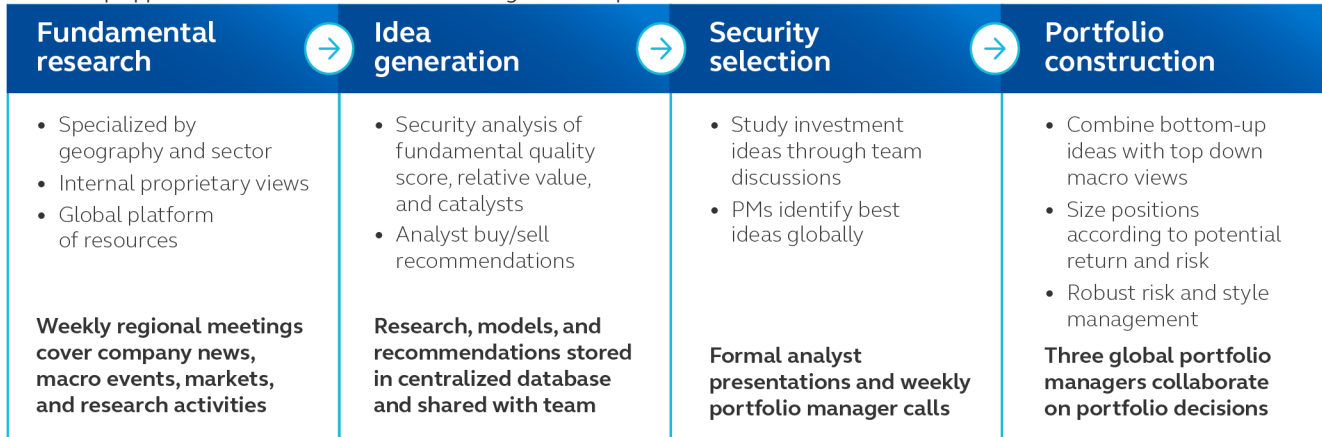 Fundamental
research
• Specialized by
geography and sector
• Internal proprietary views
• Global platform
of resources
Weekly regional meetings
cover company news,
macro events, markets,
and research activities
Idea
generation
• Security analysis of
fundamental quality
score, relative value,
and catalysts
• Analyst buy/sell
recommendations
Research, models, and
recommendations stored
in centralized database
and shared with team
Security
selection
• Study investment
ideas through team
discussions
• PMs identify best
ideas globally
Formal analyst
presentations and weekly
portfolio manager calls
Portfolio
construction
• Combine bottom-up
ideas with top down
macro views
• Size positions
according to potential
return and risk
• Robust risk and style
management
Three global portfolio
managers collaborate
on portfolio decisions